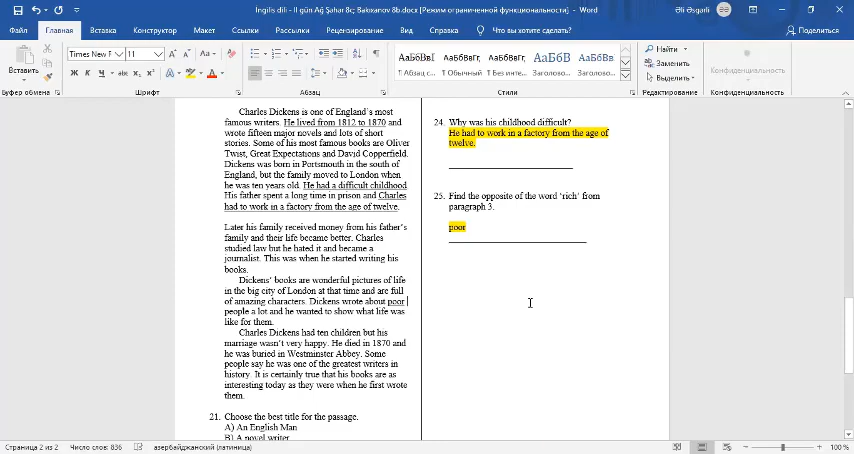 İngilis dili - II gün Ağ Şəhər 8c; Bakıxanov 8b.docx [Режим ограниченной функциональности] - Word
Əli Əsgərli
ƏƏ
Файл Главная Вставка Конструктор Макет Ссылки Рассылки Рецензирование Вид Справка Что вы хотите сделать? Поделиться
Times New F 11
Вставить
Ж К Ч abc x₂ x²
Аа
АаБбВвІ АаБбВвГг, АаБбВвГг, АаБбВ АаБбВв
¶ Абзац с... ¶ Обычный ¶ Без инте... Заголово... Заголово...
Найти
Заменить
Выделить
Конфиденциальность
Буфер обмена Шрифт Абзац Стили Редактирование Конфиденциальность
Charles Dickens is one of England's most
famous writers. He lived from 1812 to 1870 and
wrote fifteen major novels and lots of short
stories. Some of his most famous books are Oliver
Twist, Great Expectations and David Copperfield.
Dickens was born in Portsmouth in the south of
England, but the family moved to London when
he was ten years old. He had a difficult childhood.
His father spent a long time in prison and Charles
had to work in a factory from the age of twelve.
Later his family received money from his father's
family and their life became better. Charles
studied law but he hated it and became a
journalist. This was when he started writing his
books.
Dickens' books are wonderful pictures of life
in the big city of London at that time and are full
of amazing characters. Dickens wrote about poor
people a lot and he wanted to show what life was
like for them.
Charles Dickens had ten children but his
marriage wasn't very happy. He died in 1870 and
he was buried in Westminster Abbey. Some
people say he was one of the greatest writers in
history. It is certainly true that his books are as
interesting today as they were when he first wrote
them.
21. Choose the best title for the passage.
A) An English Man
B) A novel writer
24. Why was his childhood difficult?
He had to work in a factory from the age of
twelve.
25. Find the opposite of the word 'rich' from
paragraph 3.
poor
Страница 2 из 2 Число слов: 836 азербайджанский (латиница) 100 %